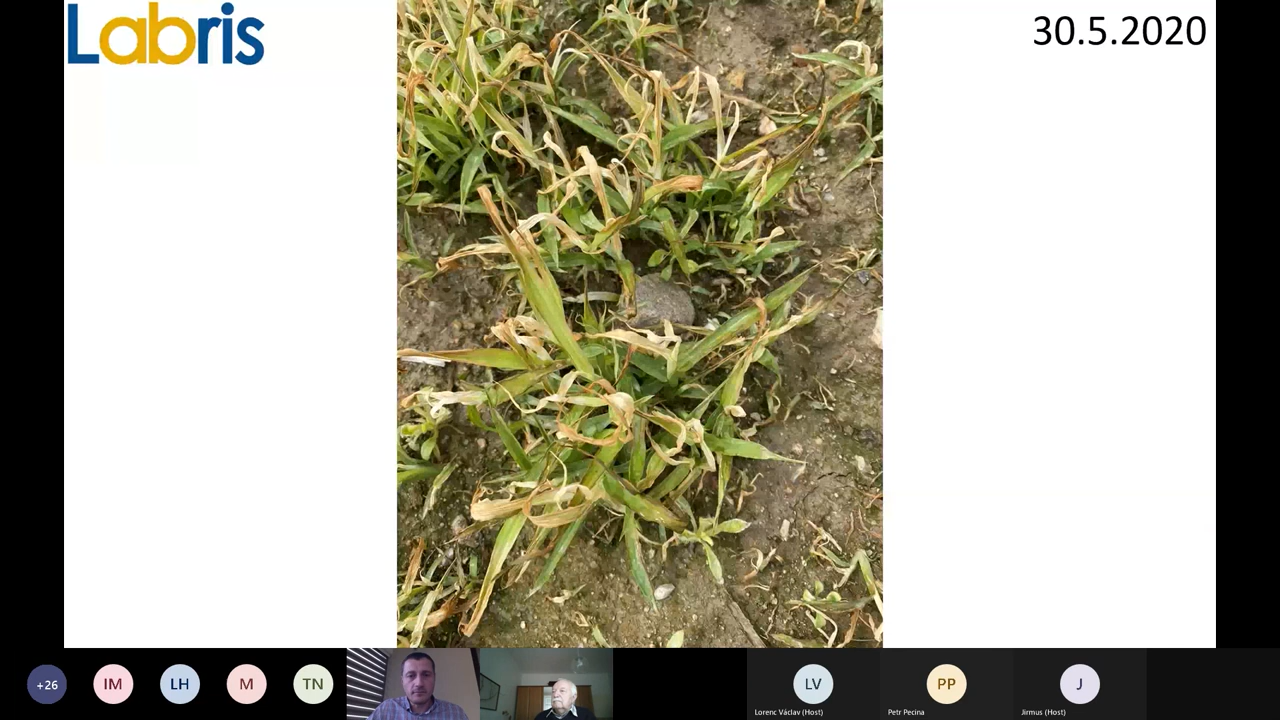 Labris
30.5.2020
+26
IM
LH
M
TN
LV
PP
J
Lorenc Václav (Host)
Petr Pecina
Jirmus (Host)